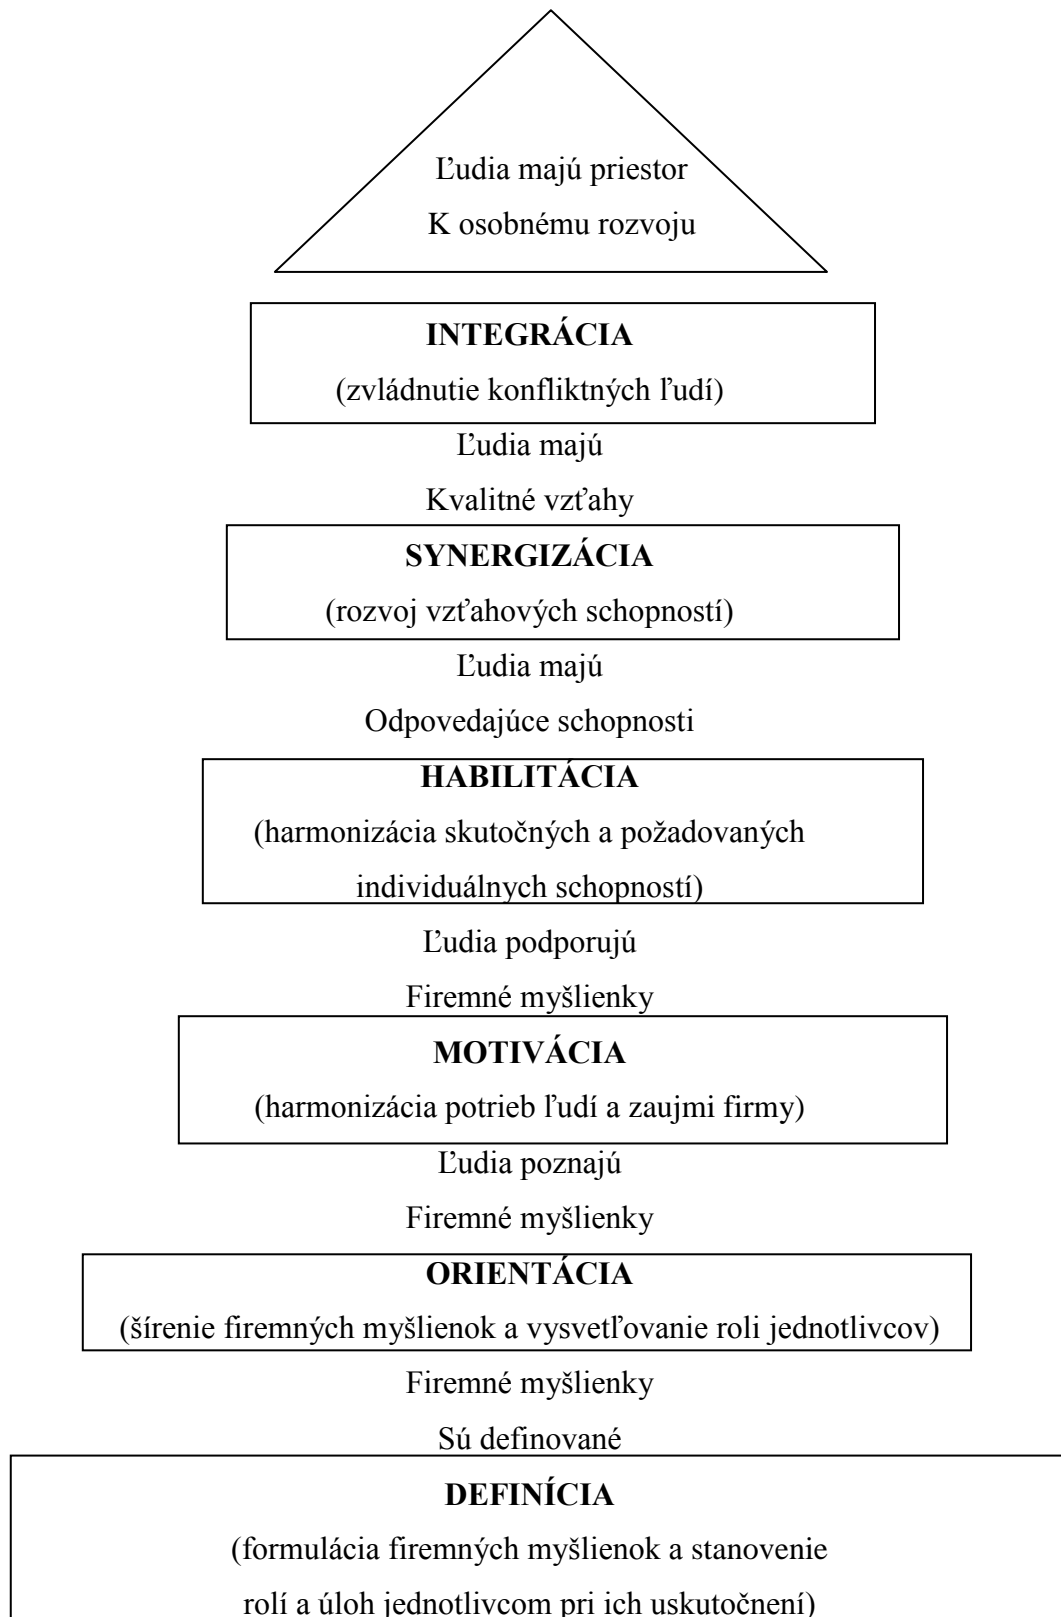 Ľudia majú priestor
K osobnému rozvoju
INTEGRÁCIA
(zvládnutie konfliktných ľudí)
Ľudia majú
Kvalitné vzťahy
SYNERGIZÁCIA
(rozvoj vzťahových schopností)
Ľudia majú
Odpovedajúce schopnosti
HABILITÁCIA
(harmonizácia skutočných a požadovaných
individuálnych schopností)
Ľudia podporujú
Firemné myšlienky
MOTIVÁCIA
(harmonizácia potrieb ľudí a zaujmi firmy)
Ľudia poznajú
Firemné myšlienky
ORIENTÁCIA
(šírenie firemných myšlienok a vysvetľovanie roli jednotlivcov)
Firemné myšlienky
Sú definované
DEFINÍCIA
(formulácia firemných myšlienok a stanovenie
rolí a úloh jednotlivcom pri ich uskutočnení)